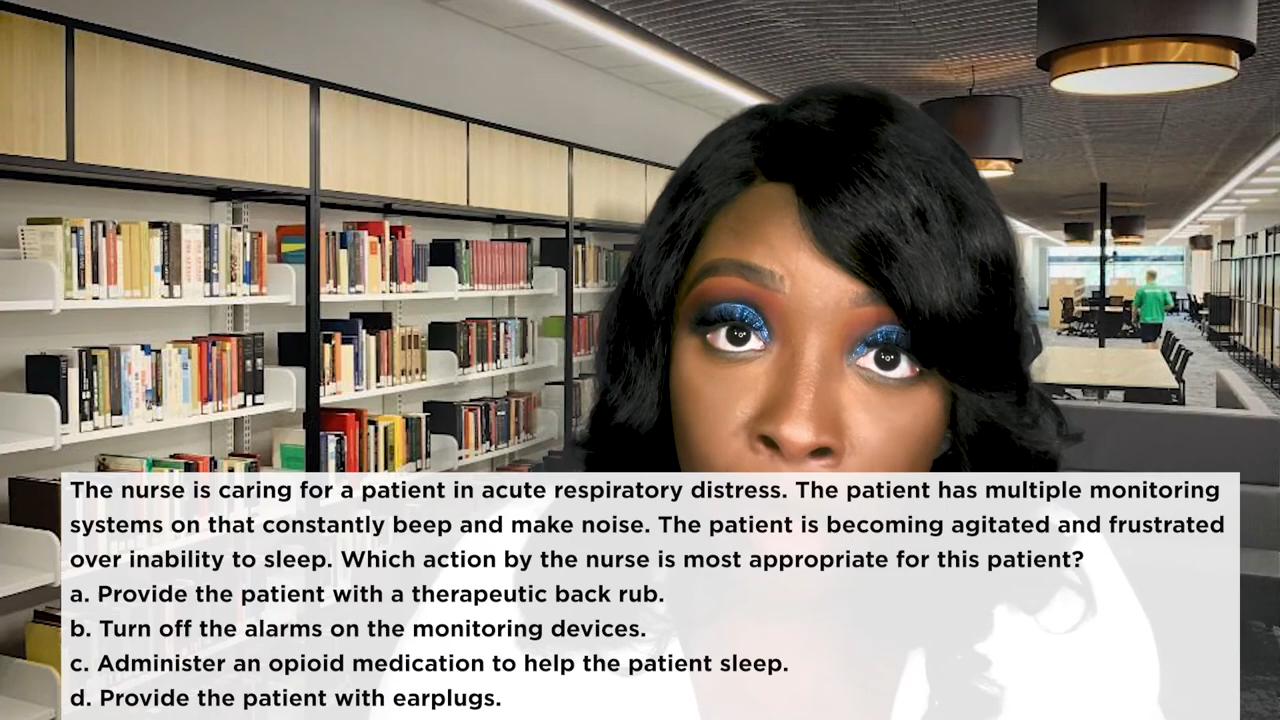 The nurse is caring for a patient in acute respiratory distress. The patient has multiple monitoring
systems on that constantly beep and make noise. The patient is becoming agitated and frustrated
over inability to sleep. Which action by the nurse is most appropriate for this patient?
a. Provide the patient with a therapeutic back rub.
b. Turn off the alarms on the monitoring devices.
c. Administer an opioid medication to help the patient sleep.
d. Provide the patient with earplugs.